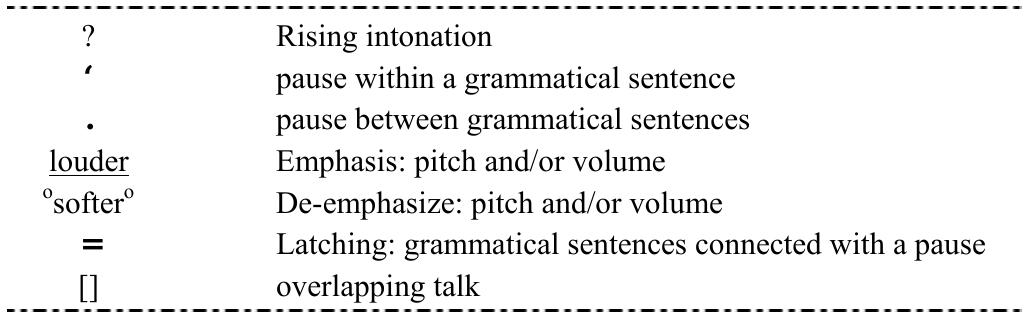 ? Rising intonation
‘ pause within a grammatical sentence
. pause between grammatical sentences
louder Emphasis: pitch and/or volume
ºsofterº De-emphasize: pitch and/or volume
= Latching: grammatical sentences connected with a pause
[] overlapping talk